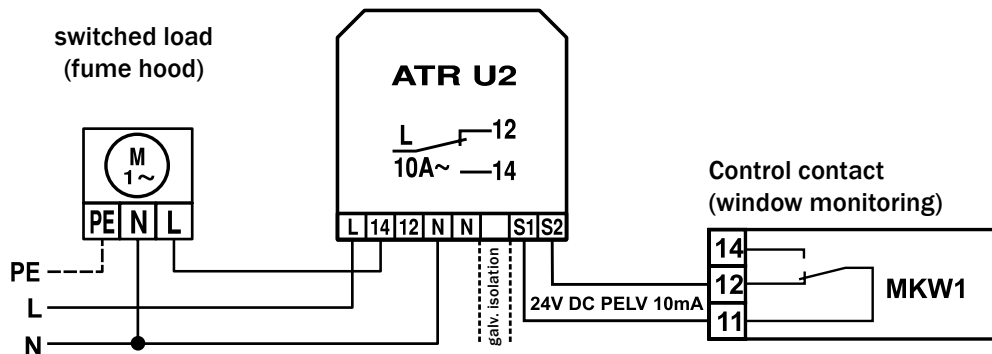 switched load
(fume hood)
M
1~
PE N L
PE
L
N
ATR U2
L
10A~
12
14
L 14 12 N N S1 S2
galv. isolation
24V DC PELV 10mA
Control contact
(window monitoring)
14
12
11
MKW1